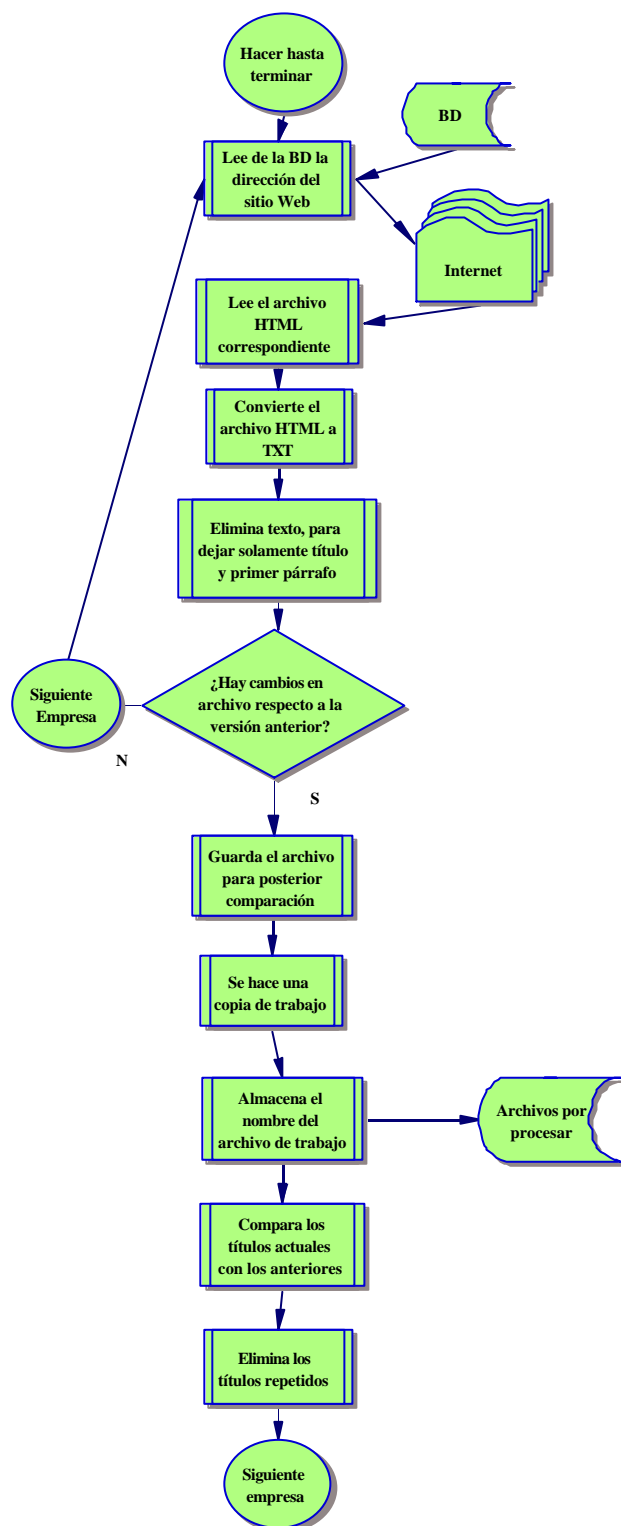 Hacer hasta
terminar
BD
Lee de la BD la
dirección del
sitio Web
Internet
Lee el archivo
HTML
correspondiente
Convierte el
archivo HTML a
TXT
Elimina texto, para
dejar solamente título
y primer párrafo
¿Hay cambios en
archivo respecto a la
versión anterior?
Siguiente
Empresa
N
S
Guarda el archivo
para posterior
comparación
Se hace una
copia de trabajo
Almacena el
nombre del
archivo de trabajo
Archivos por
procesar
Compara los
títulos actuales
con los anteriores
Elimina los
títulos repetidos
Siguiente
empresa